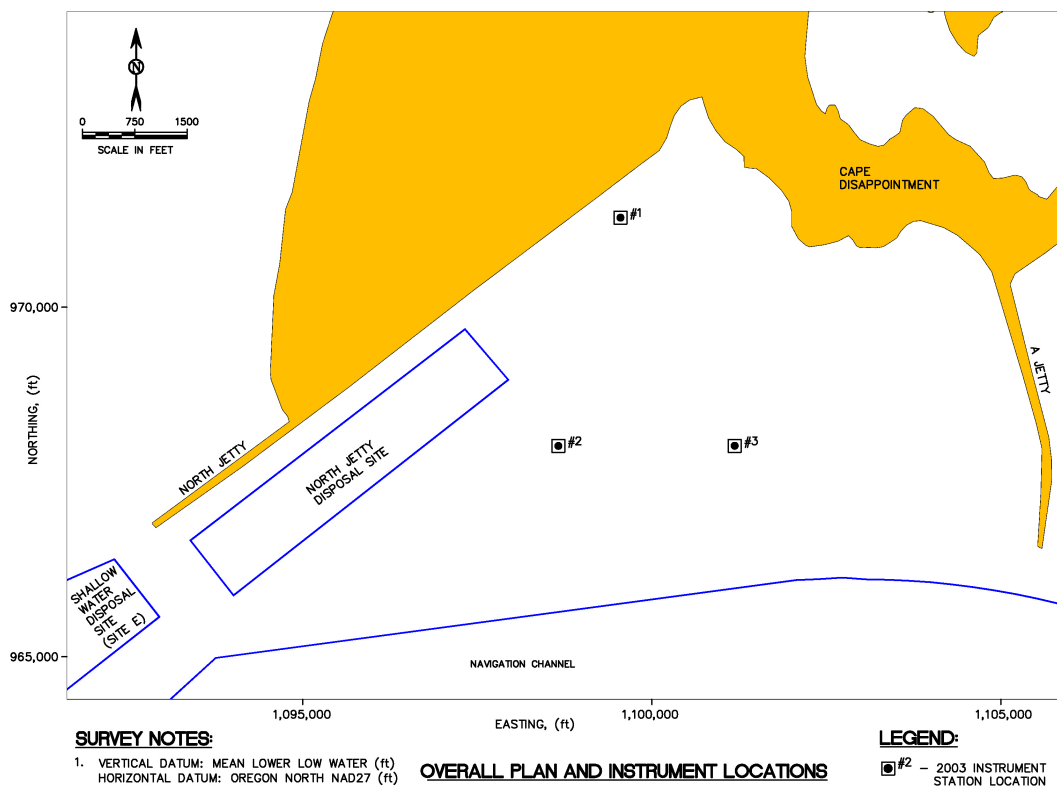 N
0 750 1500
SCALE IN FEET
CAPE
DISAPPOINTMENT
#1
970,000
A JETTY
NORTHING, (ft)
#2
#3
NORTH JETTY
NORTH JETTY
DISPOSAL SITE
SHALLOW
WATER
DISPOSAL
SITE
(SITE E)
965,000
NAVIGATION CHANNEL
1,095,000
1,100,000
1,105,000
EASTING, (ft)
SURVEY NOTES:
1. VERTICAL DATUM: MEAN LOWER LOW WATER (ft)
HORIZONTAL DATUM: OREGON NORTH NAD27 (ft)
OVERALL PLAN AND INSTRUMENT LOCATIONS
LEGEND:
#2 – 2003 INSTRUMENT
STATION LOCATION